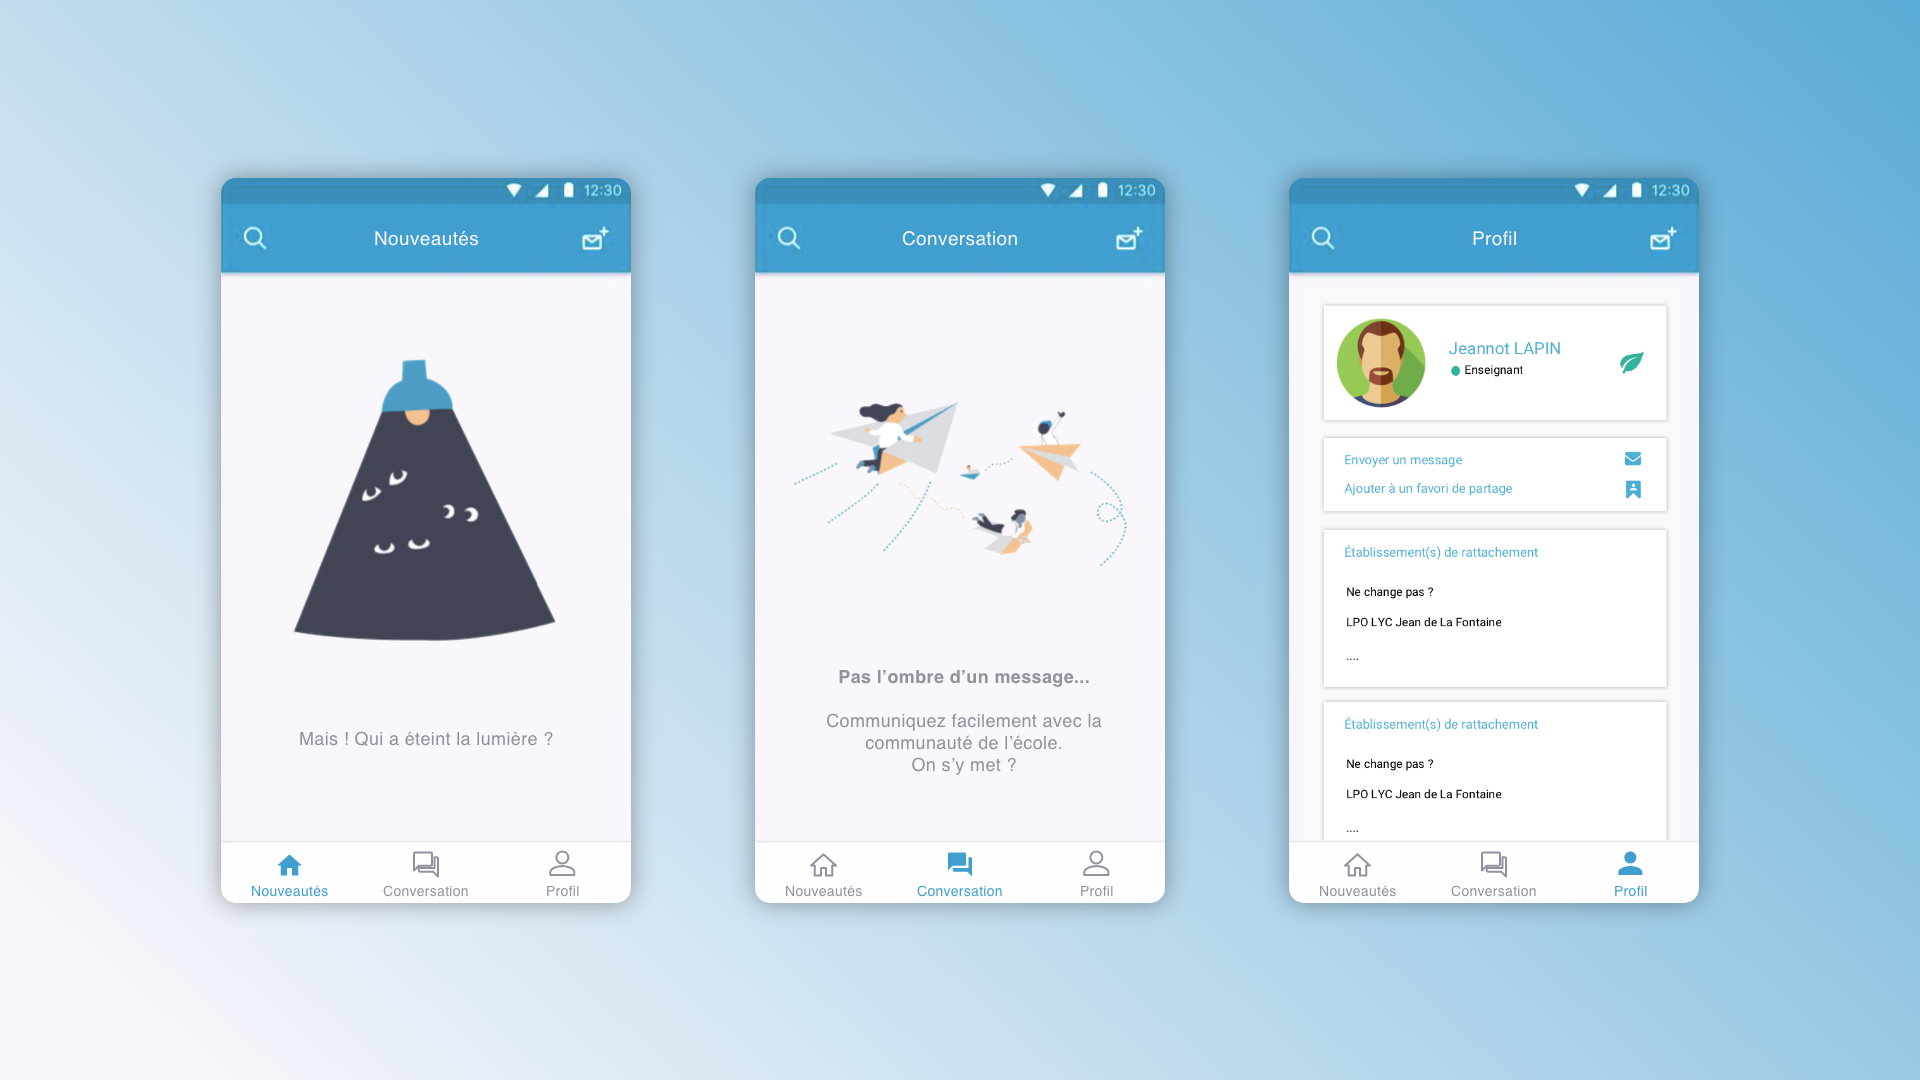 12:30
Nouveautés
Mais ! Qui a éteint la lumière ?
Nouveautés
Conversation
Profil
12:30
Conversation
Pas l’ombre d’un message...
Communiquez facilement avec la
communauté de l’école.
On s’y met ?
Nouveautés
Conversation
Profil
12:30
Profil
Jeannot LAPIN
Enseignant
Envoyer un message
Ajouter à un favori de partage
Établissement(s) de rattachement
Ne change pas ?
LPO LYC Jean de La Fontaine
....
Établissement(s) de rattachement
Ne change pas ?
LPO LYC Jean de La Fontaine
....
Nouveautés
Conversation
Profil